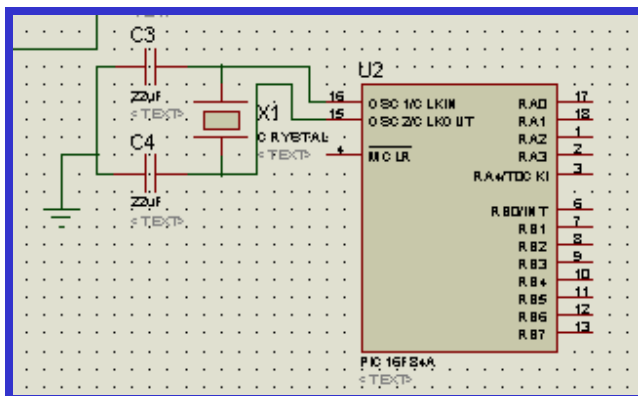 C3
22uF
<TEXT>
C4
22uF
<TEXT>
X1
CRYSTAL
<TEXT>
U2
16 OSC1/CLKIN
15 OSC2/CLKOUT
4 MCLR
RA0 17
RA1 18
RA2 1
RA3 2
RA4/T0CKI 3
RB0/INT 6
RB1 7
RB2 8
RB3 9
RB4 10
RB5 11
RB6 12
RB7 13
PIC16F84A
<TEXT>